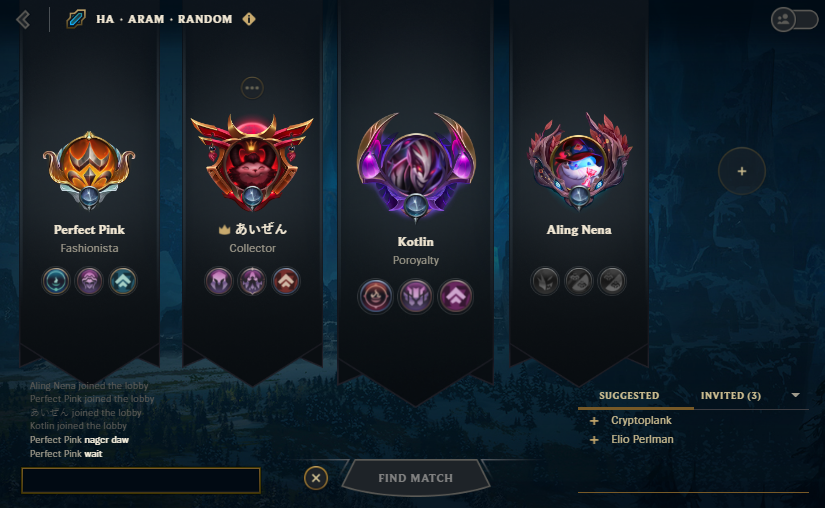 HA · ARAM · RANDOM
Perfect Pink
Fashionista
あいぜん
Collector
Kotlin
Poroyalty
Aling Nena
Aling Nena joined the lobby
Perfect Pink joined the lobby
あいぜん joined the lobby
Kotlin joined the lobby
Perfect Pink nagcr daw
Perfect Pink wait
FIND MATCH
SUGGESTED
INVITED (3)
Cryptoplank
Elio Perlman